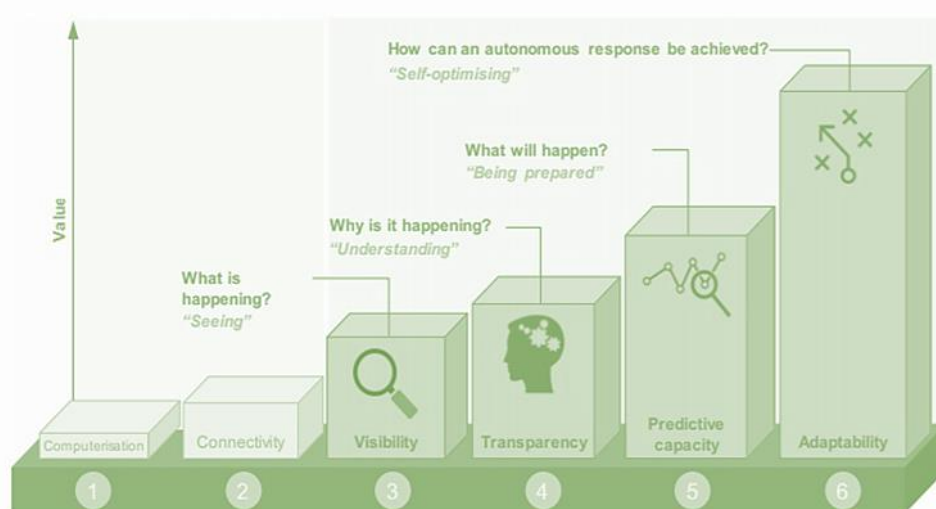 How can an autonomous response be achieved?
“Self-optimising”
What will happen?
“Being prepared”
Why is it happening?
“Understanding”
What is
happening?
“Seeing”
Value
Computerisation
Connectivity
Visibility
Transparency
Predictive
capacity
Adaptability
1
2
3
4
5
6